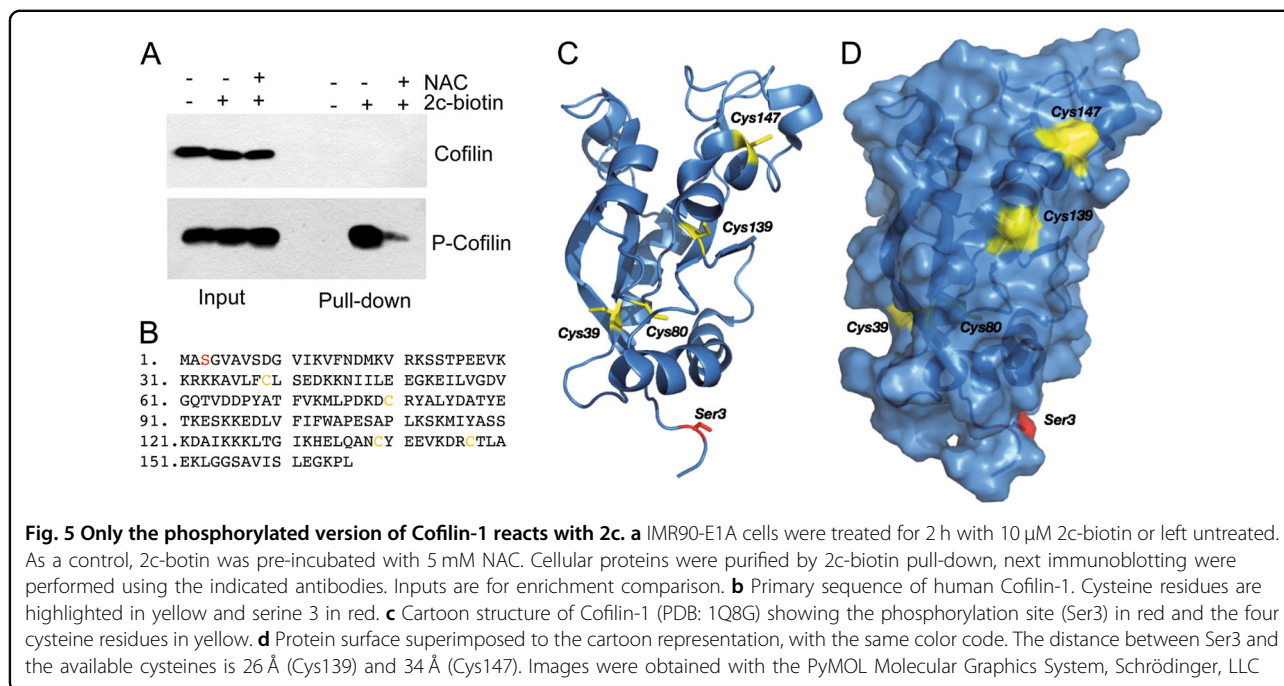 A
- - + NAC
- + + 2c-biotin
- - +
- + +
Cofilin
P-Cofilin
Input Pull-down
B
1. MASGVAVSDG VIKVFNDMKV RKSSTPEEVK
31. KRKKAVLFCL SEDKKNIILE EGKEILVGDV
61. GQTVDDPYAT FVKMLPDKDC RYALYDATYE
91. TKESKKEDLV FIFWAPESAP LKSKMIYASS
121. KDAIKKKLTG IKHELQANCY EEVKDRCTLA
151. EKLGGSAVIS LEGKPL
C
Cys147
Cys139
Cys39
Cys80
Ser3
D
Cys147
Cys139
Cys39
Cys80
Ser3
Fig. 5 Only the phosphorylated version of Cofilin-1 reacts with 2c. a IMR90-E1A cells were treated for 2 h with 10 μM 2c-biotin or left untreated.
As a control, 2c-botin was pre-incubated with 5 mM NAC. Cellular proteins were purified by 2c-biotin pull-down, next immunoblotting were
performed using the indicated antibodies. Inputs are for enrichment comparison. b Primary sequence of human Cofilin-1. Cysteine residues are
highlighted in yellow and serine 3 in red. c Cartoon structure of Cofilin-1 (PDB: 1Q8G) showing the phosphorylation site (Ser3) in red and the four
cysteine residues in yellow. d Protein surface superimposed to the cartoon representation, with the same color code. The distance between Ser3 and
the available cysteines is 26 Å (Cys139) and 34 Å (Cys147). Images were obtained with the PyMOL Molecular Graphics System, Schrödinger, LLC